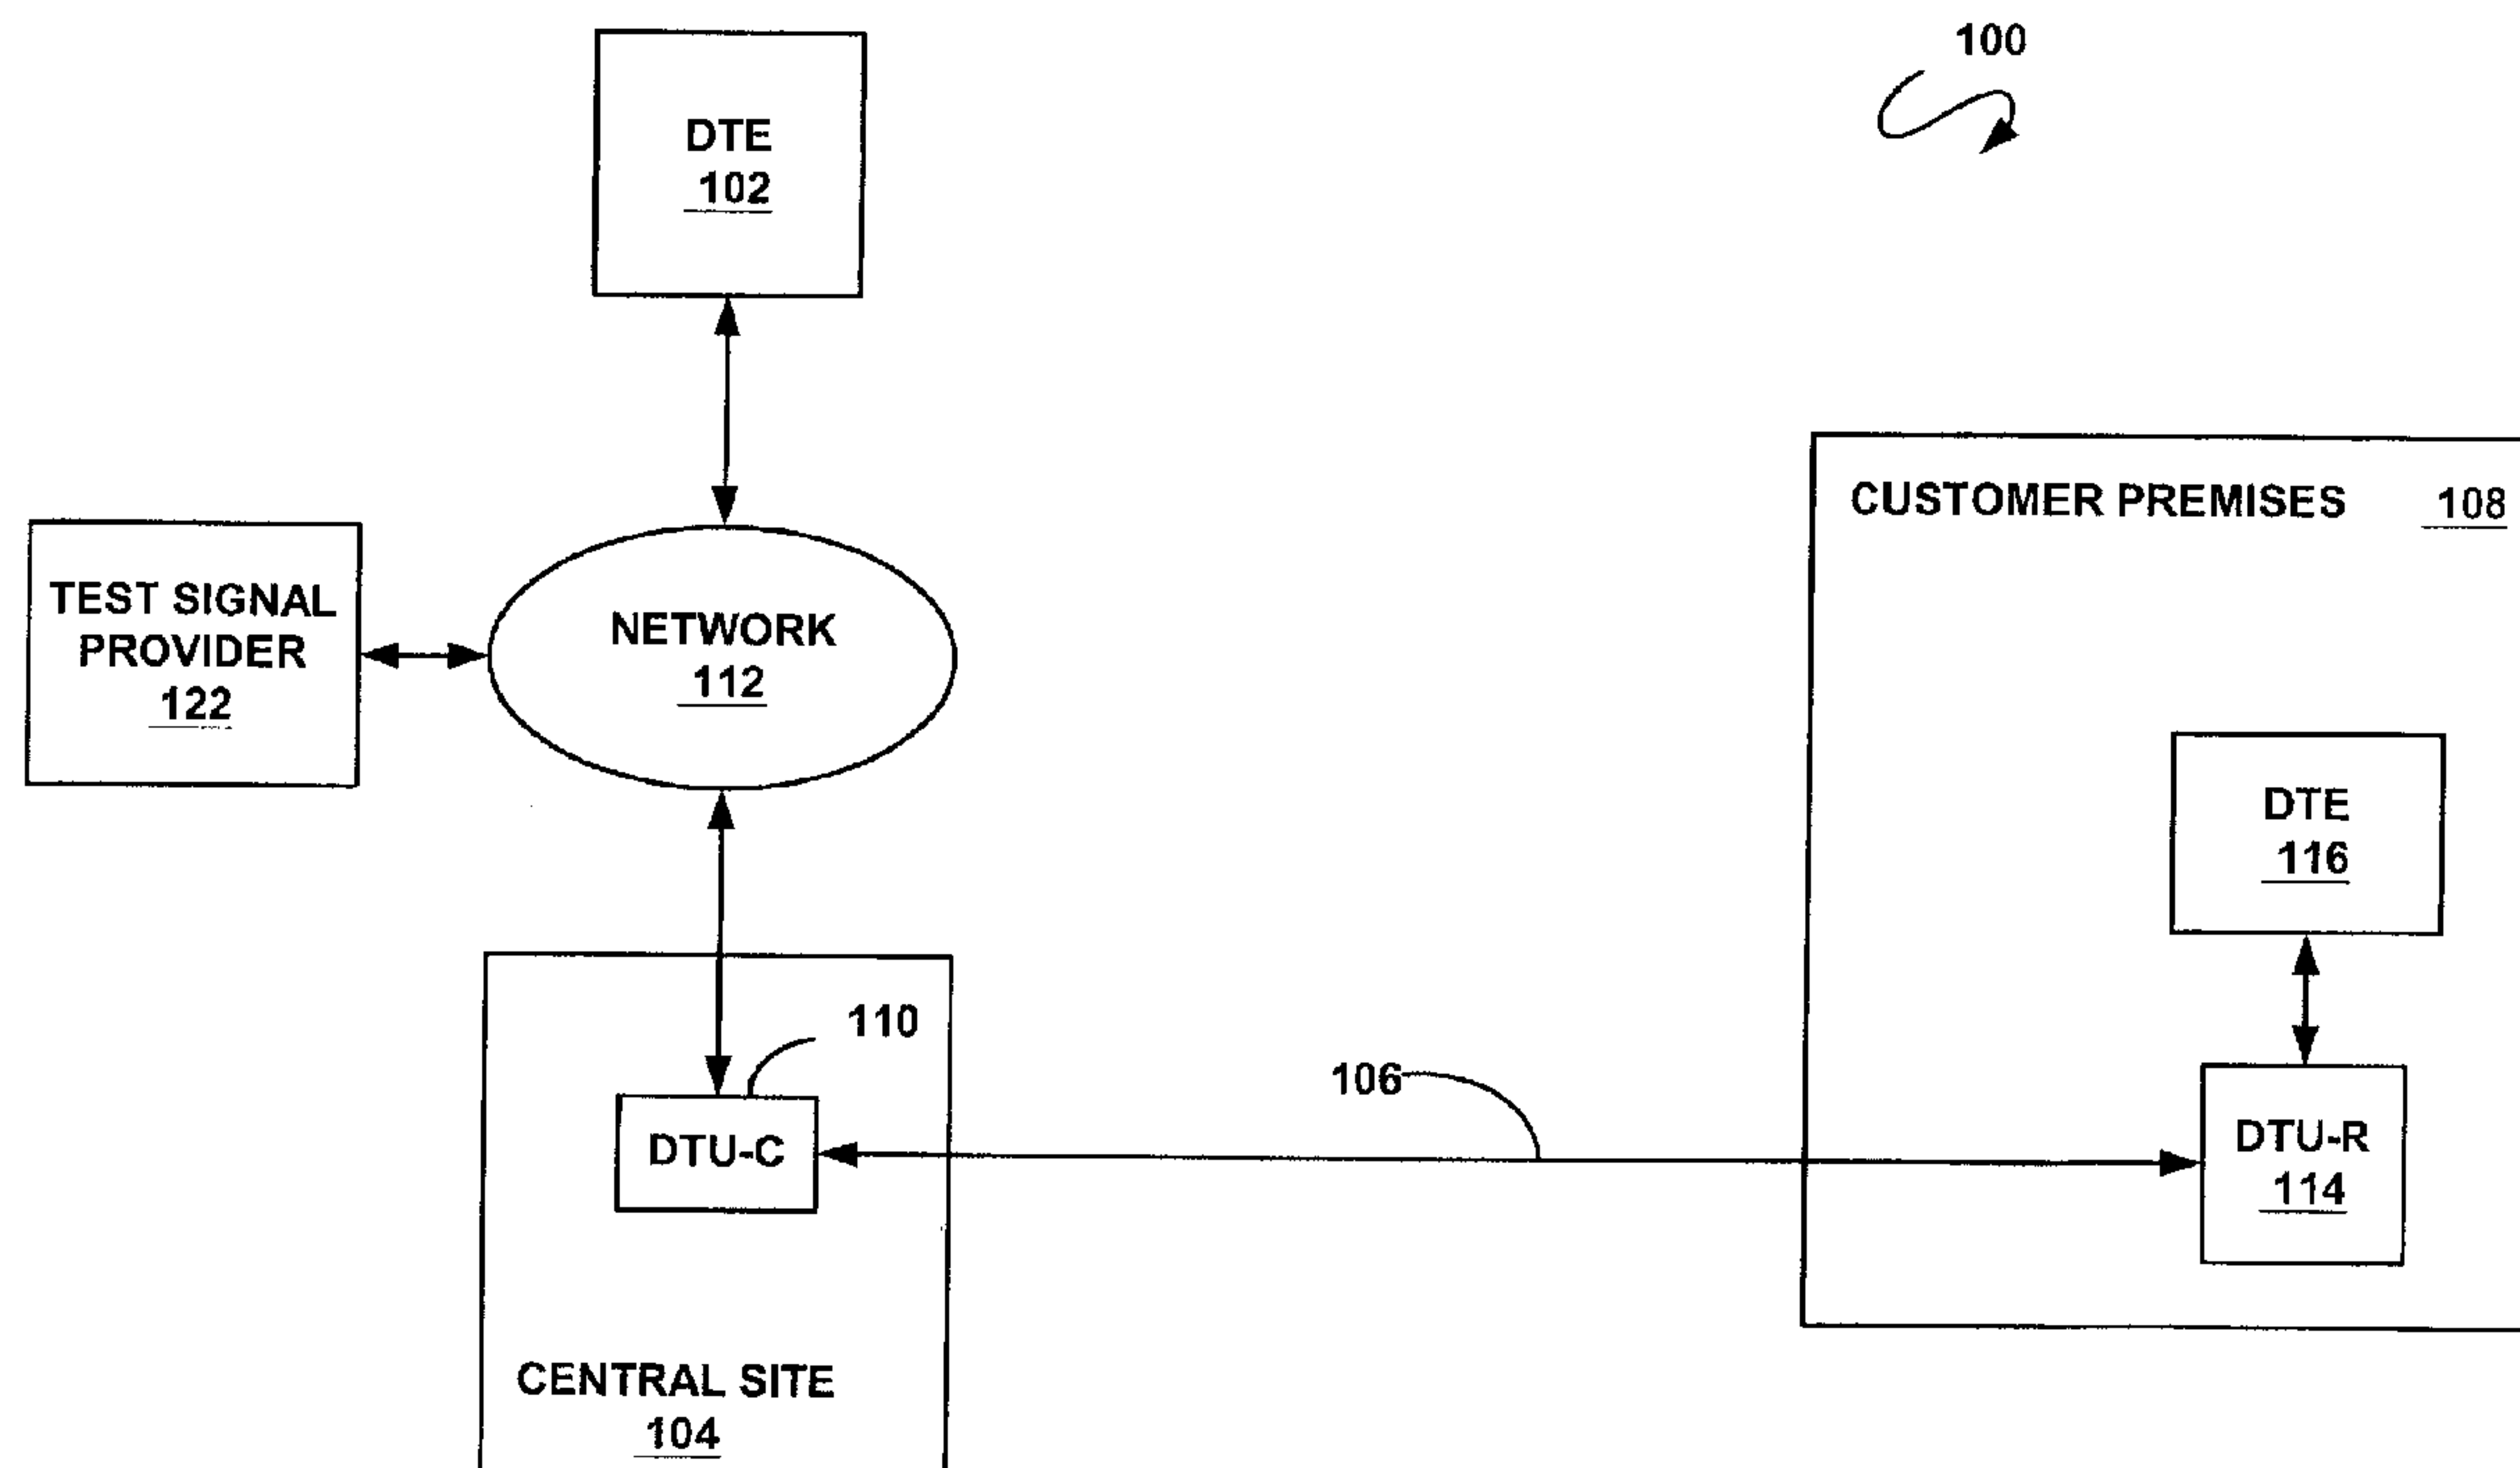 100
DTE
102
CUSTOMER PREMISES 108
TEST SIGNAL
PROVIDER
122
NETWORK
112
DTE
116
110
106
DTU-C
DTU-R
114
CENTRAL SITE
104